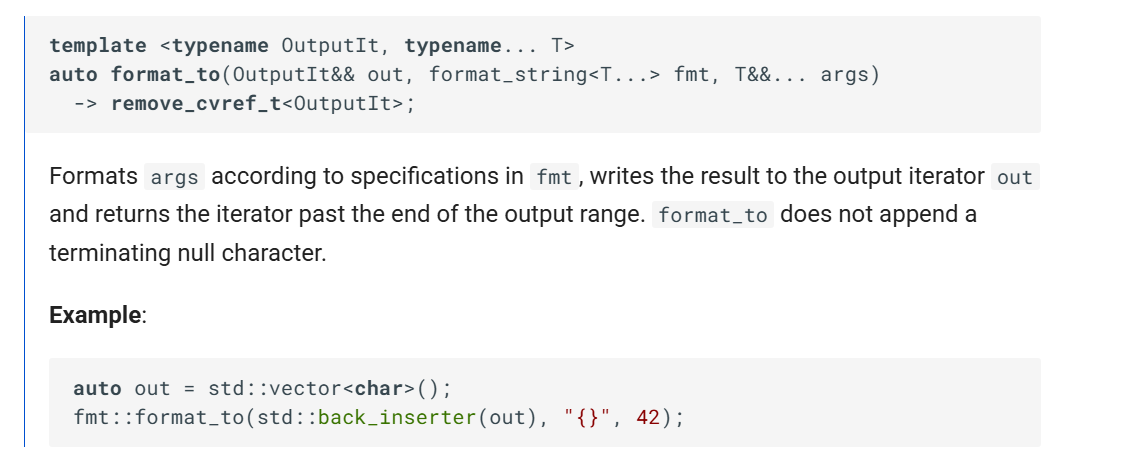 template <typename OutputIt, typename... T>
auto format_to(OutputIt&& out, format_string<T...> fmt, T&&... args)
  -> remove_cvref_t<OutputIt>;
Formats args according to specifications in fmt, writes the result to the output iterator out
and returns the iterator past the end of the output range. format_to does not append a
terminating null character.
Example:
auto out = std::vector<char>();
fmt::format_to(std::back_inserter(out), "{}", 42);